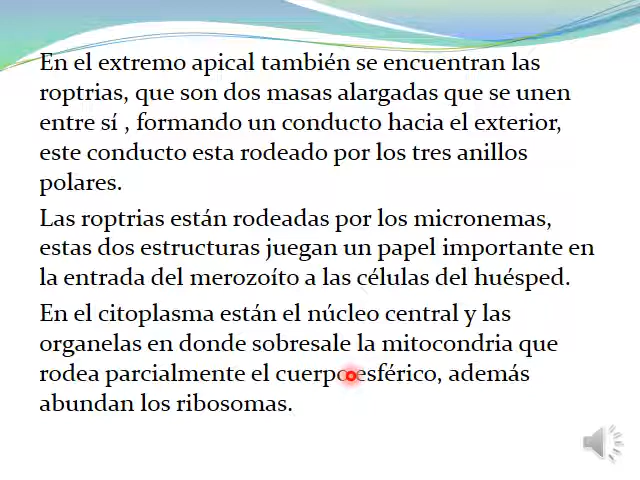 En el extremo apical también se encuentran las
roptrias, que son dos masas alargadas que se unen
entre sí , formando un conducto hacia el exterior,
este conducto esta rodeado por los tres anillos
polares.
Las roptrias están rodeadas por los micronemas,
estas dos estructuras juegan un papel importante en
la entrada del merozoíto a las células del huésped.
En el citoplasma están el núcleo central y las
organelas en donde sobresale la mitocondria que
rodea parcialmente el cuerpo esférico, además
abundan los ribosomas.